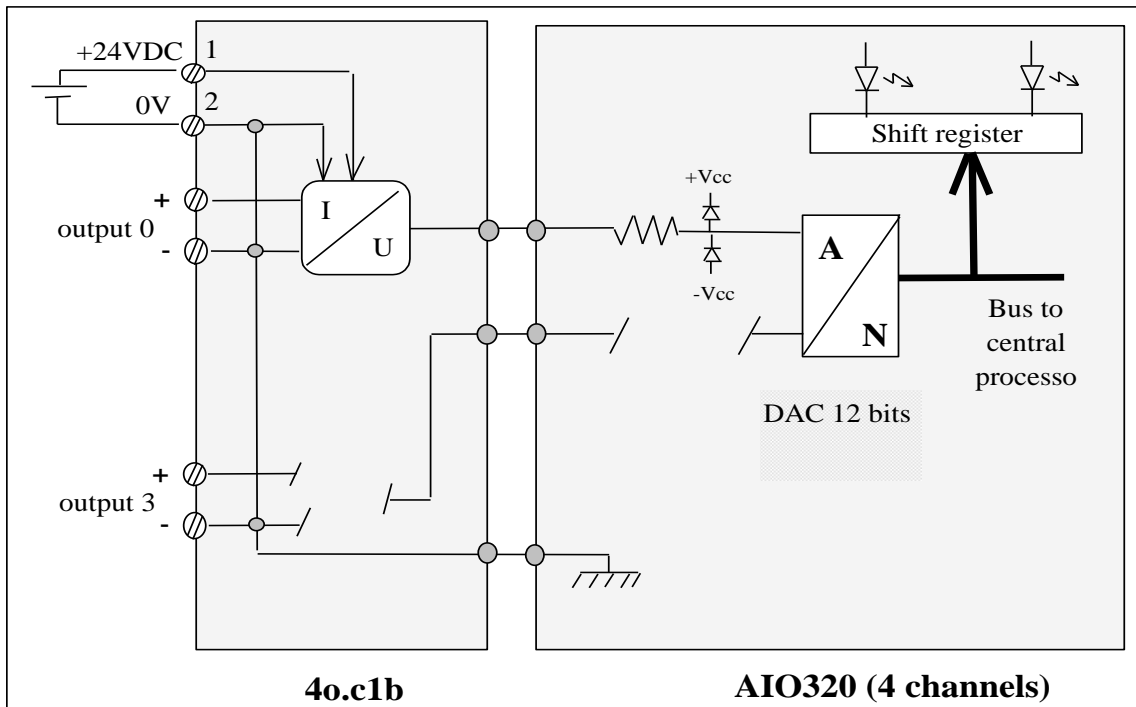 +24VDC
1
0V
2
+
output 0
-
I
U
+
output 3
-
Shift register
+Vcc
-Vcc
A
N
Bus to
central
processo
DAC 12 bits
4o.c1b
AIO320 (4 channels)